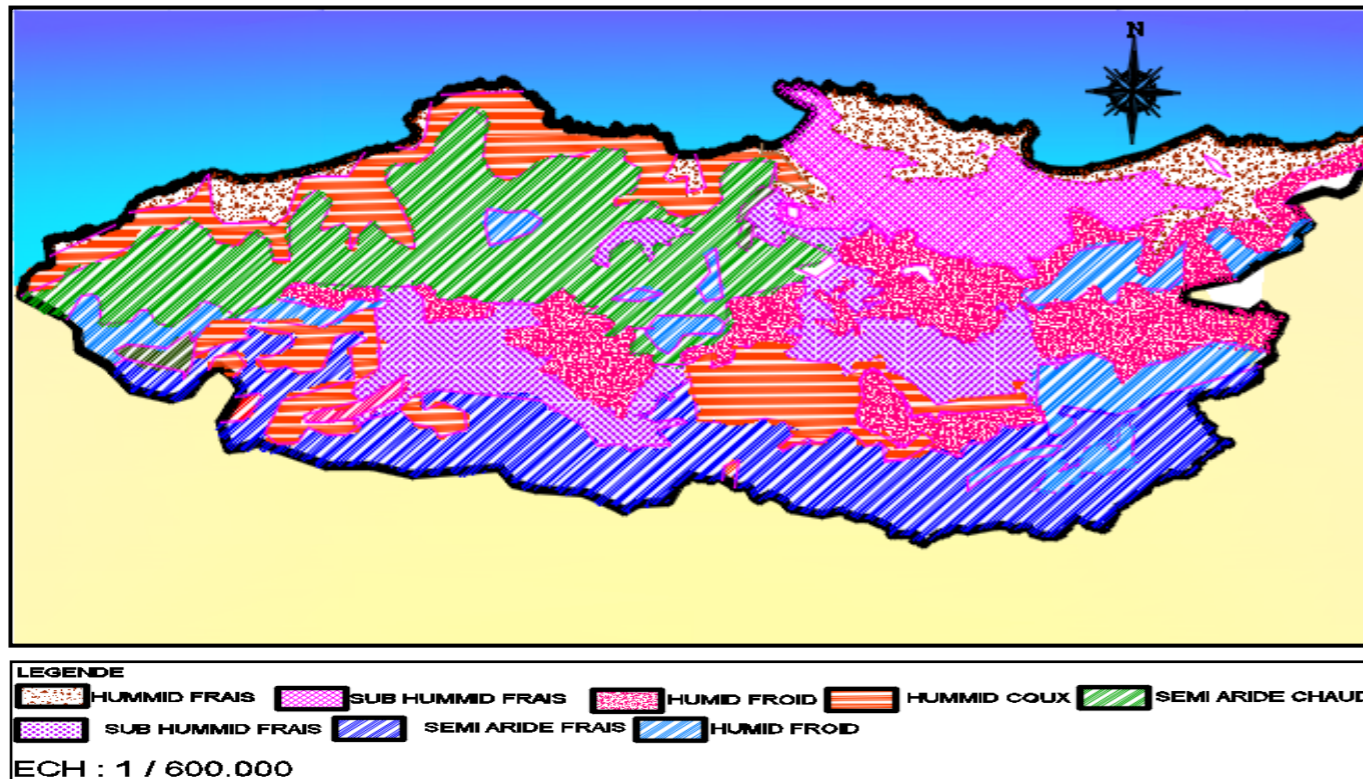 N
LEGENDE
HUMMID FRAIS SUB HUMMID FRAIS HUMID FROID HUMMID COUX SEMI ARIDE CHAUD
SUB HUMMID FRAIS SEMI ARIDE FRAIS HUMID FROID
ECH : 1 / 600.000